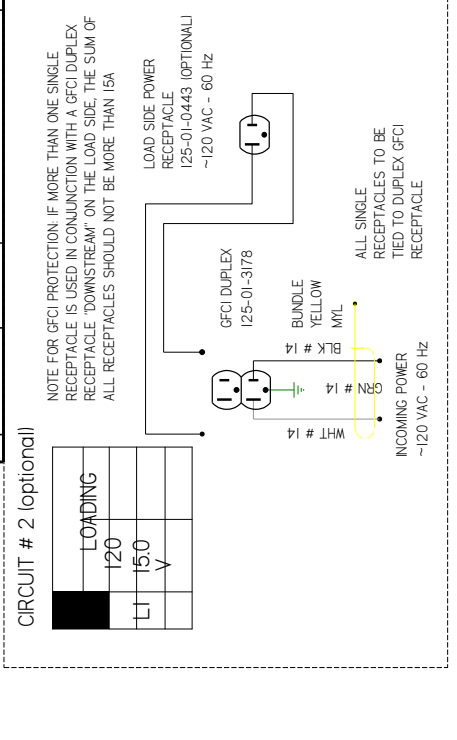 CIRCUIT # 2 (optional)
LOADING
120
L1 15.0
V
NOTE FOR GFCI PROTECTION: IF MORE THAN ONE SINGLE
RECEPTACLE IS USED IN CONJUNCTION WITH A GFCI DUPLEX
RECEPTACLE "DOWNSTREAM" ON THE LOAD SIDE, THE SUM OF
ALL RECEPTACLES SHOULD NOT BE MORE THAN 15A
LOAD SIDE POWER
RECEPTACLE
125-01-0443 (OPTIONAL)
~120 VAC - 60 Hz
GFCI DUPLEX
125-01-3178
BUNDLE
YELLOW
MYL
WHT # 14
GRN # 14
BLK # 14
INCOMING POWER
~120 VAC - 60 Hz
ALL SINGLE
RECEPTACLES TO BE
TIED TO DUPLEX GFCI
RECEPTACLE